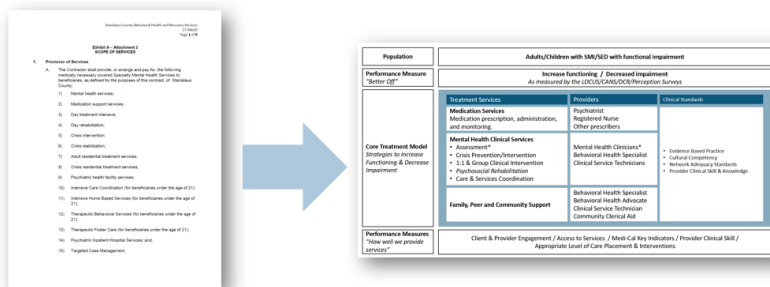 Stanislaus County Behavioral Health and Recovery Services
Exhibit A – Attachment 2
SCOPE OF SERVICES
1. Provision of Services
A. The Contractor shall provide, or arrange and pay for, the following,
medically necessary covered Specialty Mental Health Services to
beneficiaries, as defined for the purposes of this contract, of Stanislaus
County:
1) Mental health services;
2) Medication support services;
3) Day treatment intensive;
4) Day rehabilitation;
5) Crisis intervention;
6) Crisis stabilization;
7) Adult residential treatment services;
8) Crisis residential treatment services;
9) Psychiatric health facility services;
10) Intensive Care Coordination (for beneficiaries under the age of 21);
11) Intensive Home Based Services (for beneficiaries under the age of
21);
12) Therapeutic Behavioral Services (for beneficiaries under the age of
21);
13) Therapeutic Foster Care (for beneficiaries under the age of 21);
14) Psychiatric Inpatient Hospital Services; and,
15) Targeted Case Management.
Population
Adults/Children with SMI/SED with functional impairment
Performance Measure
"Better Off"
Increase functioning / Decreased impairment
As measured by the LOCUS/CANS/DCR/Perception Surveys
Core Treatment Model
Strategies to Increase
Functioning & Decrease
Impairment
Treatment Services
Providers
Clinical Standards
Medication Services
Medication prescription, administration,
and monitoring.
Psychiatrist
Registered Nurse
Other prescribers
Mental Health Clinical Services
• Assessment*
• Crisis Prevention/Intervention
• 1:1 & Group Clinical Intervention
• Psychosocial Rehabilitation
• Care & Services Coordination
Mental Health Clinicians*
Behavioral Health Specialist
Clinical Service Technicians
• Evidence Based Practice
• Cultural Competency
• Network Adequacy Standards
• Provider Clinical Skill & Knowledge
Family, Peer and Community Support
Behavioral Health Specialist
Behavioral Health Advocate
Clinical Service Technician
Community Clerical Aid
Performance Measures
"How well we provide
services"
Client & Provider Engagement / Access to Services / Medi-Cal Key Indicators / Provider Clinical Skill /
Appropriate Level of Care Placement & Interventions